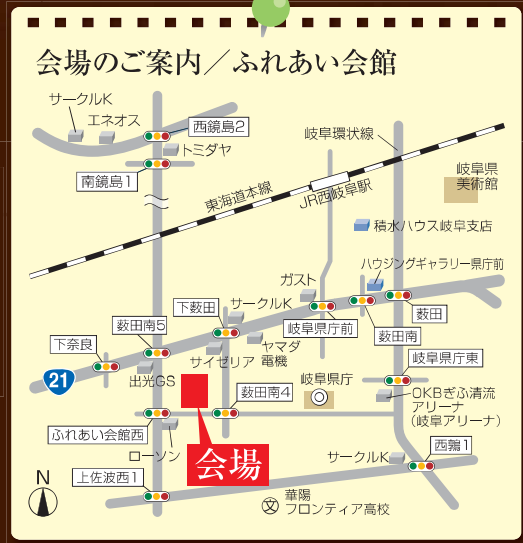 会場のご案内／ふれあい会館
サークルK
エネオス
西鏡島2
トミダヤ
南鏡島1
岐阜環状線
東海道本線
JR西岐阜駅
岐阜県
美術館
積水ハウス岐阜支店
ハウジングギャラリー県庁前
ガスト
サークルK
下薮田
薮田
薮田南
岐阜県庁前
薮田南5
下奈良
ヤマダ
電機
サイゼリア
岐阜県庁東
出光GS
21
薮田南4
岐阜県庁
OKBぎふ清流
アリーナ
(岐阜アリーナ)
ふれあい会館西
ローソン
会場
西鶉1
サークルK
上佐波西1
N
文
華陽
フロンティア高校